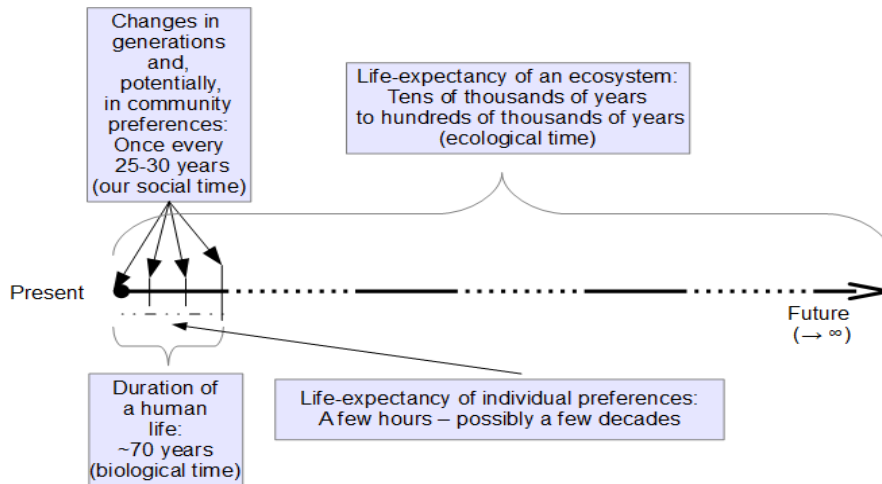 Changes in
generations
and,
potentially,
in community
preferences:
Once every
25-30 years
(our social time)
Life-expectancy of an ecosystem:
Tens of thousands of years
to hundreds of thousands of years
(ecological time)
Present
Future
(→ ∞)
Duration of
a human
life:
~70 years
(biological time)
Life-expectancy of individual preferences:
A few hours – possibly a few decades